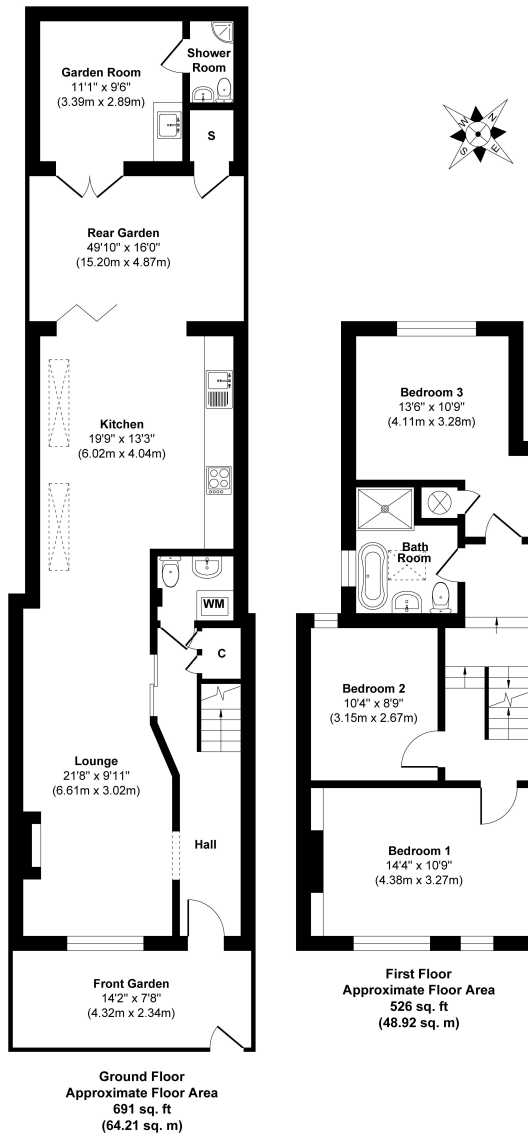 Garden Room
11'1" x 9'6"
(3.39m x 2.89m)
Shower
Room
S
W
N
S
E
Rear Garden
49'10" x 16'0"
(15.20m x 4.87m)
Kitchen
19'9" x 13'3"
(6.02m x 4.04m)
WM
C
Lounge
21'8" x 9'11"
(6.61m x 3.02m)
Hall
Front Garden
14'2" x 7'8"
(4.32m x 2.34m)
Ground Floor
Approximate Floor Area
691 sq. ft
(64.21 sq. m)
Bedroom 3
13'6" x 10'9"
(4.11m x 3.28m)
Bath
Room
Bedroom 2
10'4" x 8'9"
(3.15m x 2.67m)
Bedroom 1
14'4" x 10'9"
(4.38m x 3.27m)
First Floor
Approximate Floor Area
526 sq. ft
(48.92 sq. m)